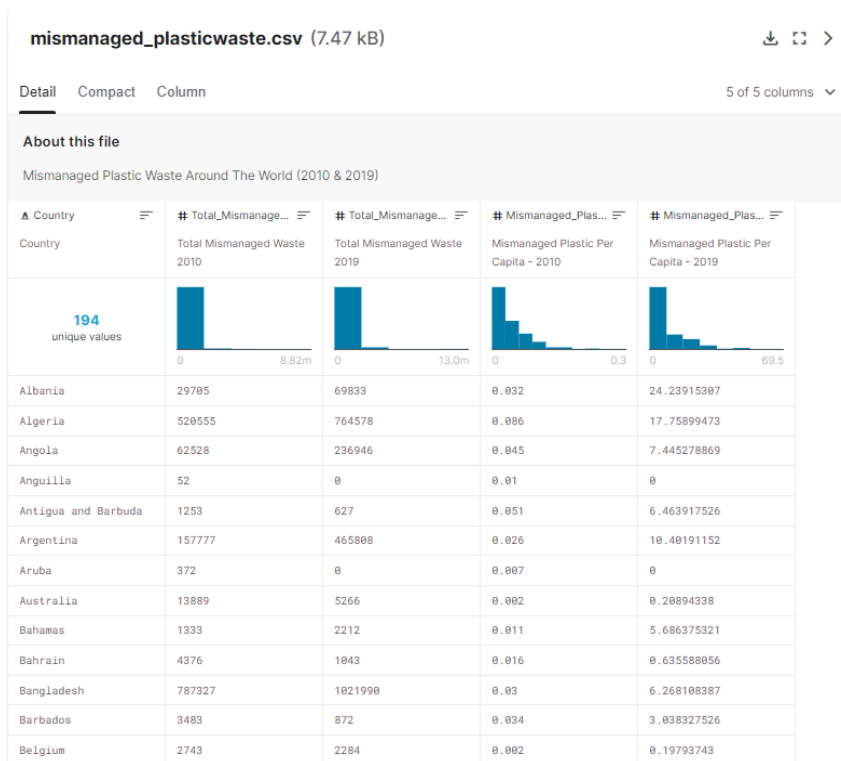 mismanaged_plasticwaste.csv (7.47 kB)
Detail Compact Column 5 of 5 columns
About this file
Mismanaged Plastic Waste Around The World (2010 & 2019)
Country # Total_Mismanage... # Total_Mismanage... # Mismanaged_Plas... # Mismanaged_Plas...
Country Total Mismanaged Waste Total Mismanaged Waste Mismanaged Plastic Per Mismanaged Plastic Per
2010 2019 Capita - 2010 Capita - 2019
194
unique values
0 8.82m 0 13.0m 0 0.3 0 69.5
Albania 29705 69833 0.032 24.23915307
Algeria 520555 764578 0.086 17.75899473
Angola 62528 236946 0.045 7.445278869
Anguilla 52 0 0.01 0
Antigua and Barbuda 1253 627 0.051 6.463917526
Argentina 157777 465808 0.026 10.40191152
Aruba 372 0 0.007 0
Australia 13889 5266 0.002 0.20894338
Bahamas 1333 2212 0.011 5.686375321
Bahrain 4376 1043 0.016 0.635588056
Bangladesh 787327 1021990 0.03 6.268108387
Barbados 3483 872 0.034 3.038327526
Belgium 2743 2284 0.002 0.19793743